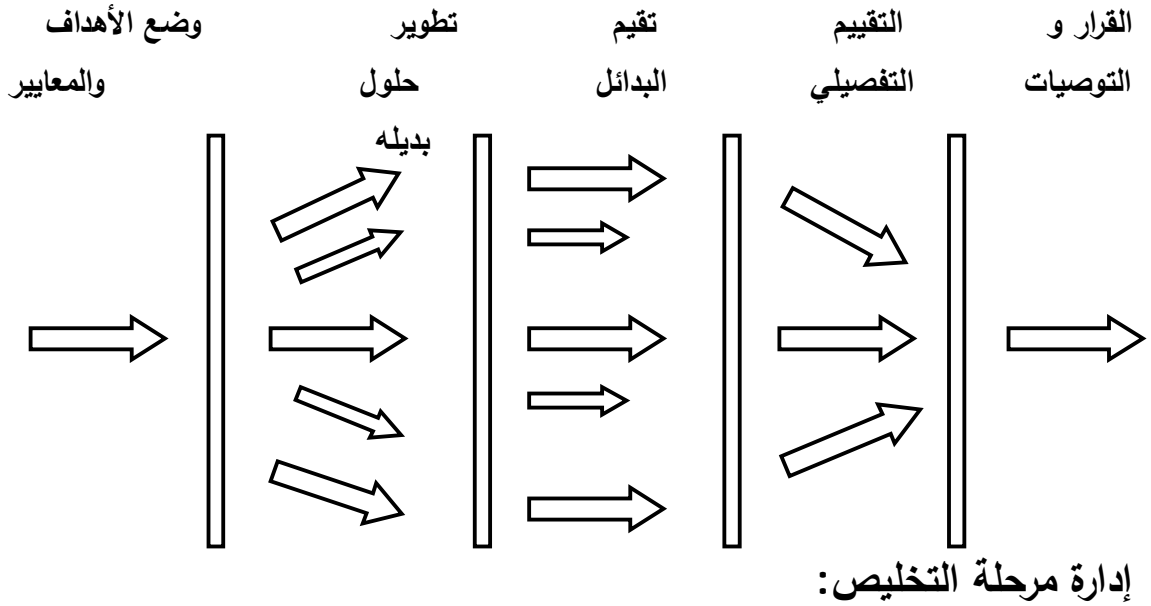 وضع الأهداف
والمعايير
تطوير
حلول
بديله
تقيم
البدائل
التقييم
التفصيلي
القرار و
التوصيات
إدارة مرحلة التخليص: